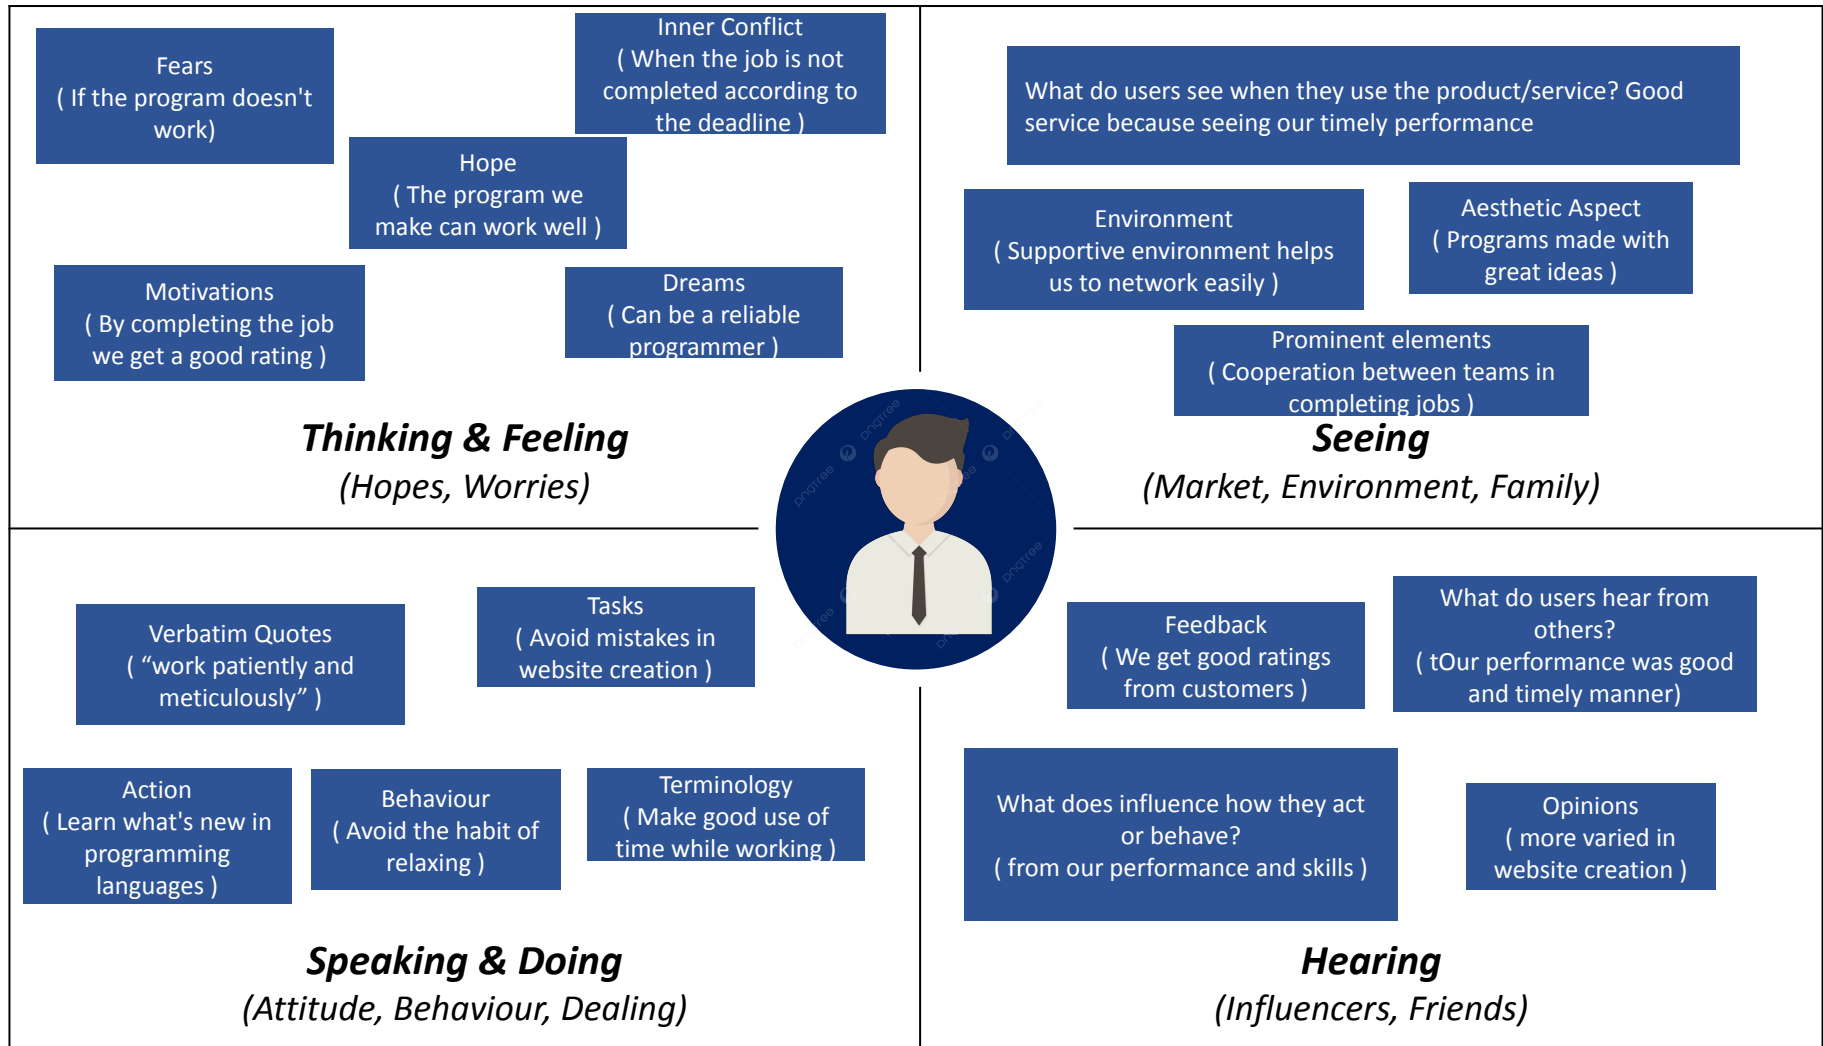 Fears
( If the program doesn't
work)
Inner Conflict
( When the job is not
completed according to
the deadline )
Hope
( The program we
make can work well )
Motivations
( By completing the job
we get a good rating )
Dreams
( Can be a reliable
programmer )
Thinking & Feeling
(Hopes, Worries)
What do users see when they use the product/service? Good
service because seeing our timely performance
Environment
( Supportive environment helps
us to network easily )
Aesthetic Aspect
( Programs made with
great ideas )
Prominent elements
( Cooperation between teams in
completing jobs )
Seeing
(Market, Environment, Family)
pngtree
pngtree
pngtree
pngtree
pngtree
pngtree
Verbatim Quotes
( “work patiently and
meticulously” )
Tasks
( Avoid mistakes in
website creation )
Action
( Learn what's new in
programming
languages )
Behaviour
( Avoid the habit of
relaxing )
Terminology
( Make good use of
time while working )
Speaking & Doing
(Attitude, Behaviour, Dealing)
Feedback
( We get good ratings
from customers )
What do users hear from
others?
( tOur performance was good
and timely manner)
What does influence how they act
or behave?
( from our performance and skills )
Opinions
( more varied in
website creation )
Hearing
(Influencers, Friends)